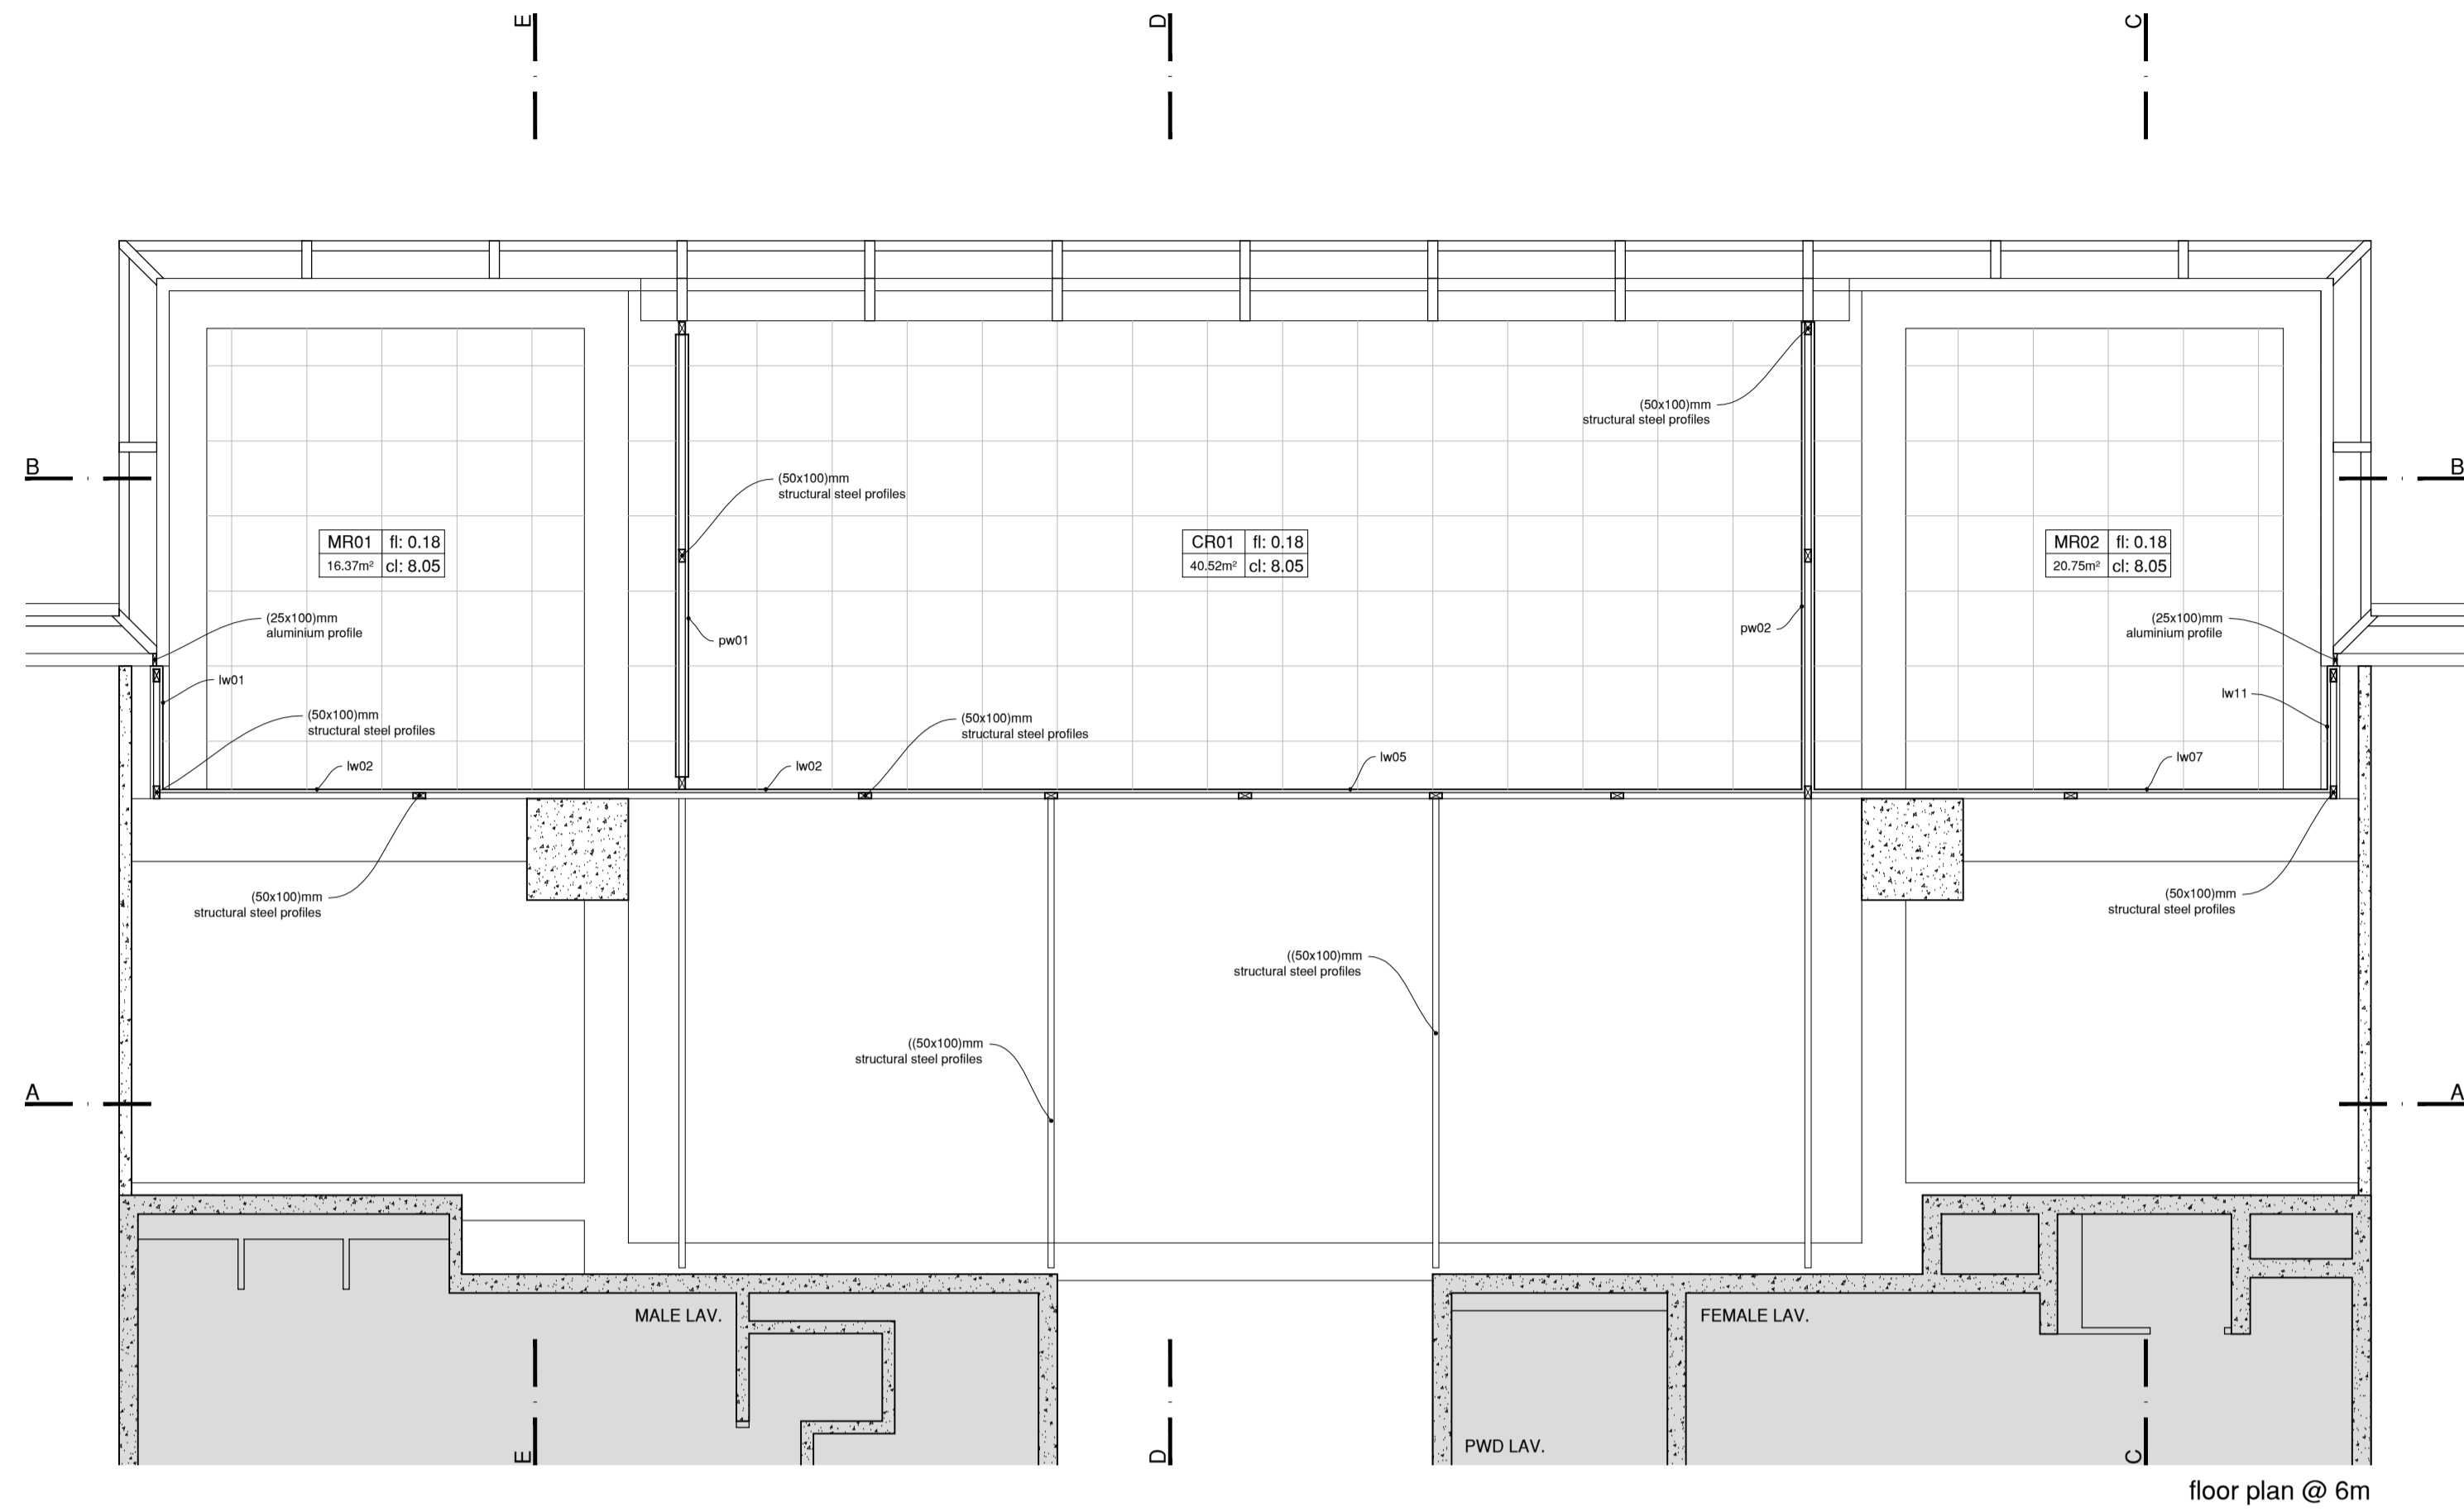 E
D
C
(50x100)mm
structural steel profiles
B
B
(50x100)mm
structural steel profiles
MR01 fl: 0.18
16.37m² cl: 8.05
CR01 fl: 0.18
40.52m² cl: 8.05
MR02 fl: 0.18
20.75m² cl: 8.05
(25x100)mm
aluminium profile
pw01
pw02
(25x100)mm
aluminium profile
lw01
lw11
(50x100)mm
structural steel profiles
(50x100)mm
structural steel profiles
lw02
lw02
lw05
lw07
(50x100)mm
structural steel profiles
(50x100)mm
structural steel profiles
((50x100)mm
structural steel profiles
((50x100)mm
structural steel profiles
A
A
MALE LAV.
FEMALE LAV.
PWD LAV.
E
D
C
floor plan @ 6m